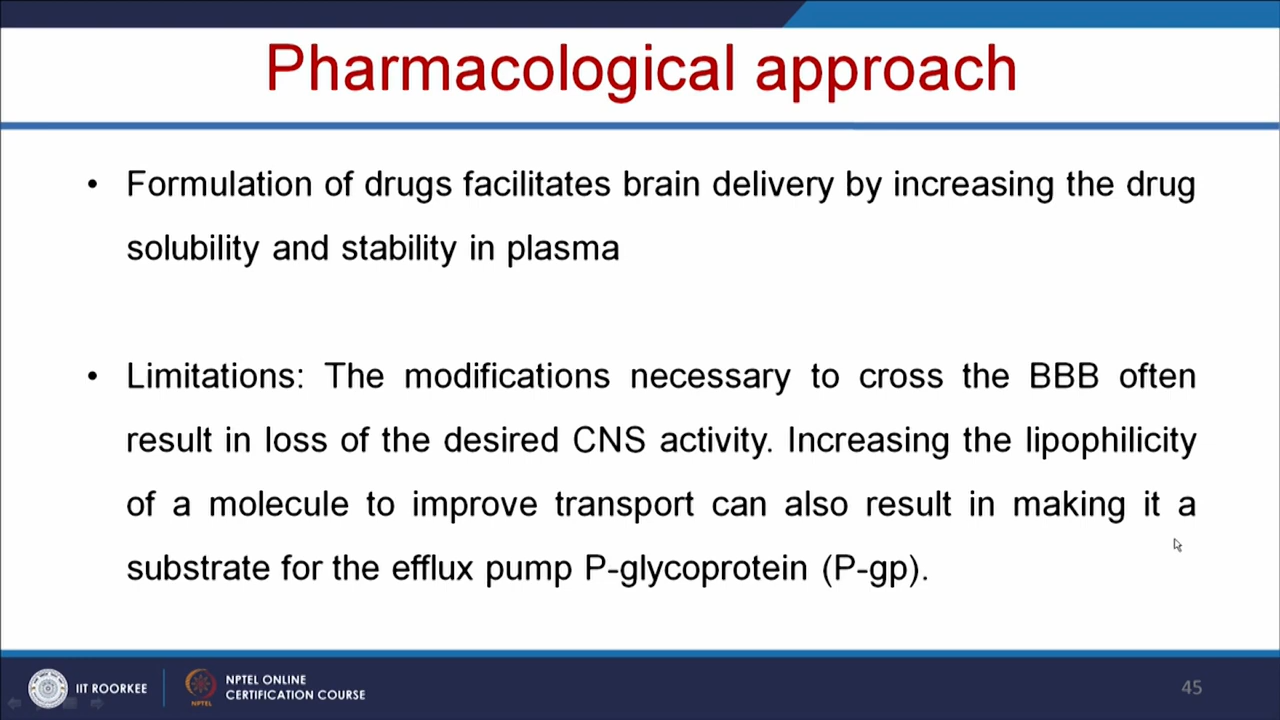 Pharmacological approach
• Formulation of drugs facilitates brain delivery by increasing the drug
solubility and stability in plasma
• Limitations: The modifications necessary to cross the BBB often
result in loss of the desired CNS activity. Increasing the lipophilicity
of a molecule to improve transport can also result in making it a
substrate for the efflux pump P-glycoprotein (P-gp).
IIT ROORKEE
NPTEL
NPTEL ONLINE
CERTIFICATION COURSE
45